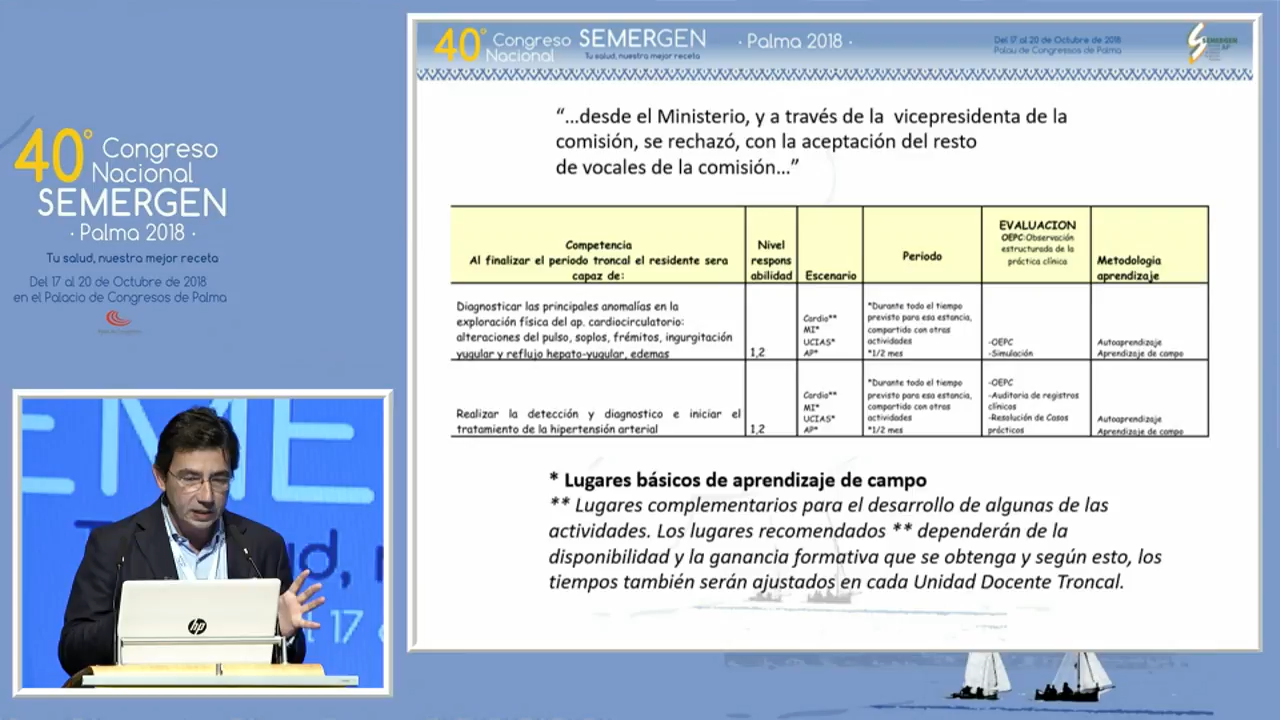 40° Congreso
Nacional
SEMERGEN
· Palma 2018 ·
Tu salud, nuestra mejor receta
Del 17 al 20 de Octubre de 2018
en el Palacio de Congresos de Palma
40° Congreso
Nacional
SEMERGEN
Tu salud, nuestra mejor receta
· Palma 2018 ·
Del 17 al 20 de Octubre de 2018
Palau de Congressos de Palma
SEMERGEN
AP
“...desde el Ministerio, y a través de la vicepresidenta de la
comisión, se rechazó, con la aceptación del resto
de vocales de la comisión...”
Competencia
Al finalizar el periodo troncal el residente sera
capaz de:
Nivel
respons
abilidad
Escenario
Periodo
EVALUACION
OEPC:Observación
estructurada de la
práctica clínica
Metodologia
aprendizaje
Diagnosticar las principales anomalías en la
exploración física del ap. cardiocirculatorio:
alteraciones del pulso, soplos, frémitos, ingurgitación
yugular y reflujo hepato-yugular, edemas
1,2
Cardio**
MI*
UCIAS*
AP*
*Durante todo el tiempo
previsto para esa estancia,
compartido con otras
actividades
*1/2 mes
-OEPC
-Simulación
Autoaprendizaje
Aprendizaje de campo
Realizar la detección y diagnostico e iniciar el
tratamiento de la hipertensión arterial
1,2
Cardio**
MI*
UCIAS*
AP*
*Durante todo el tiempo
previsto para esa estancia,
compartido con otras
actividades
*1/2 mes
-OEPC
-Auditoria de registros
clínicos
-Resolución de Casos
prácticos
Autoaprendizaje
Aprendizaje de campo
* Lugares básicos de aprendizaje de campo
** Lugares complementarios para el desarrollo de algunas de las
actividades. Los lugares recomendados ** dependerán de la
disponibilidad y la ganancia formativa que se obtenga y según esto, los
tiempos también serán ajustados en cada Unidad Docente Troncal.
EME
ud,
17
hp